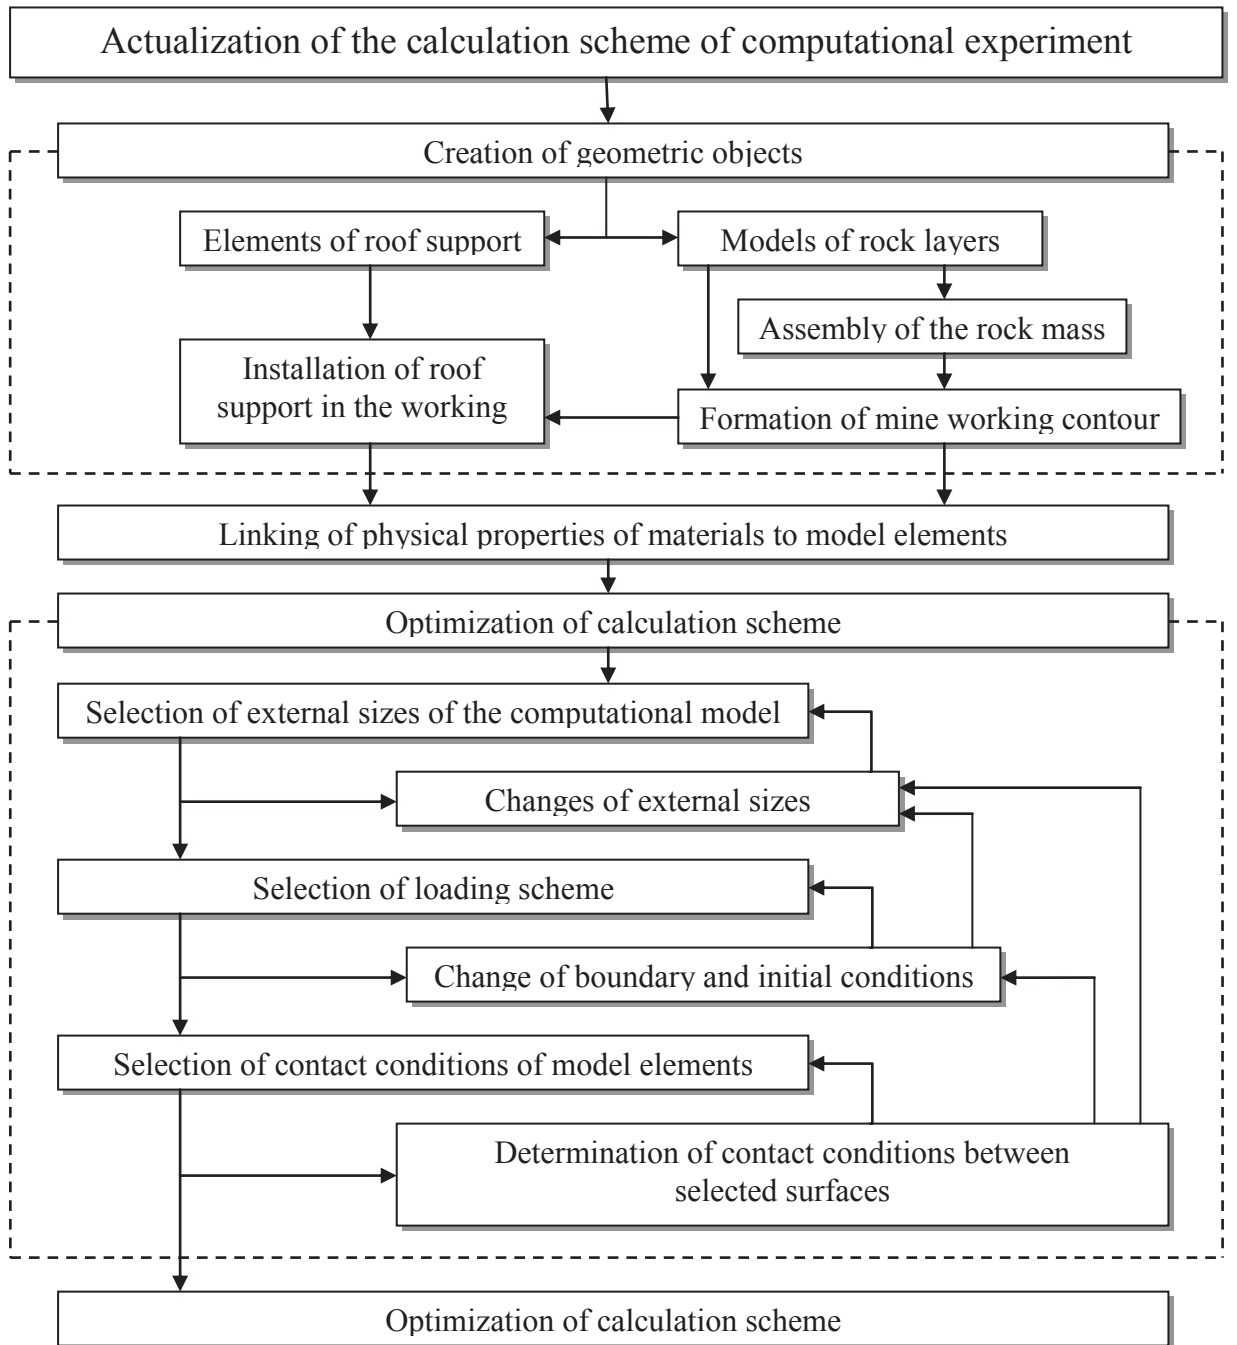 Actualization of the calculation scheme of computational experiment
Creation of geometric objects
Elements of roof support
Models of rock layers
Assembly of the rock mass
Installation of roof
support in the working
Formation of mine working contour
Linking of physical properties of materials to model elements
Optimization of calculation scheme
Selection of external sizes of the computational model
Changes of external sizes
Selection of loading scheme
Change of boundary and initial conditions
Selection of contact conditions of model elements
Determination of contact conditions between
selected surfaces
Optimization of calculation scheme